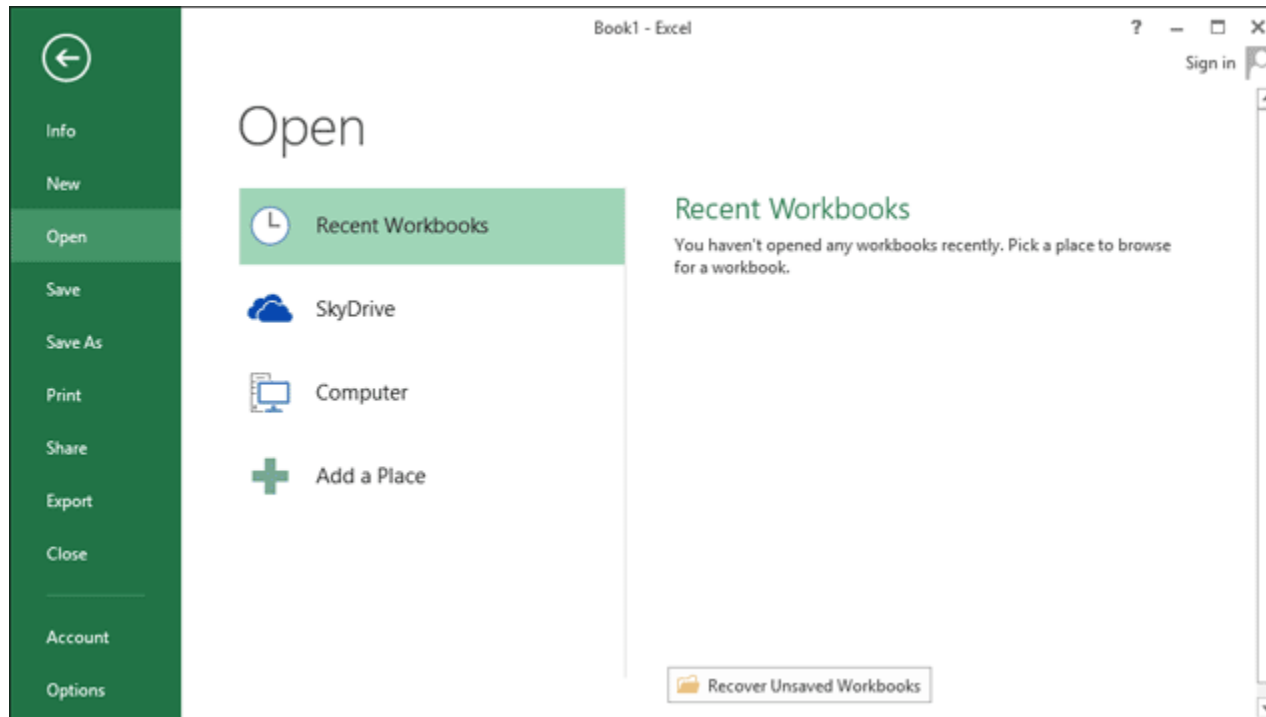 Book1 - Excel
?
Sign in
Info
New
Open
Save
Save As
Print
Share
Export
Close
Account
Options
Open
Recent Workbooks
SkyDrive
Computer
Add a Place
Recent Workbooks
You haven't opened any workbooks recently. Pick a place to browse
for a workbook.
Recover Unsaved Workbooks